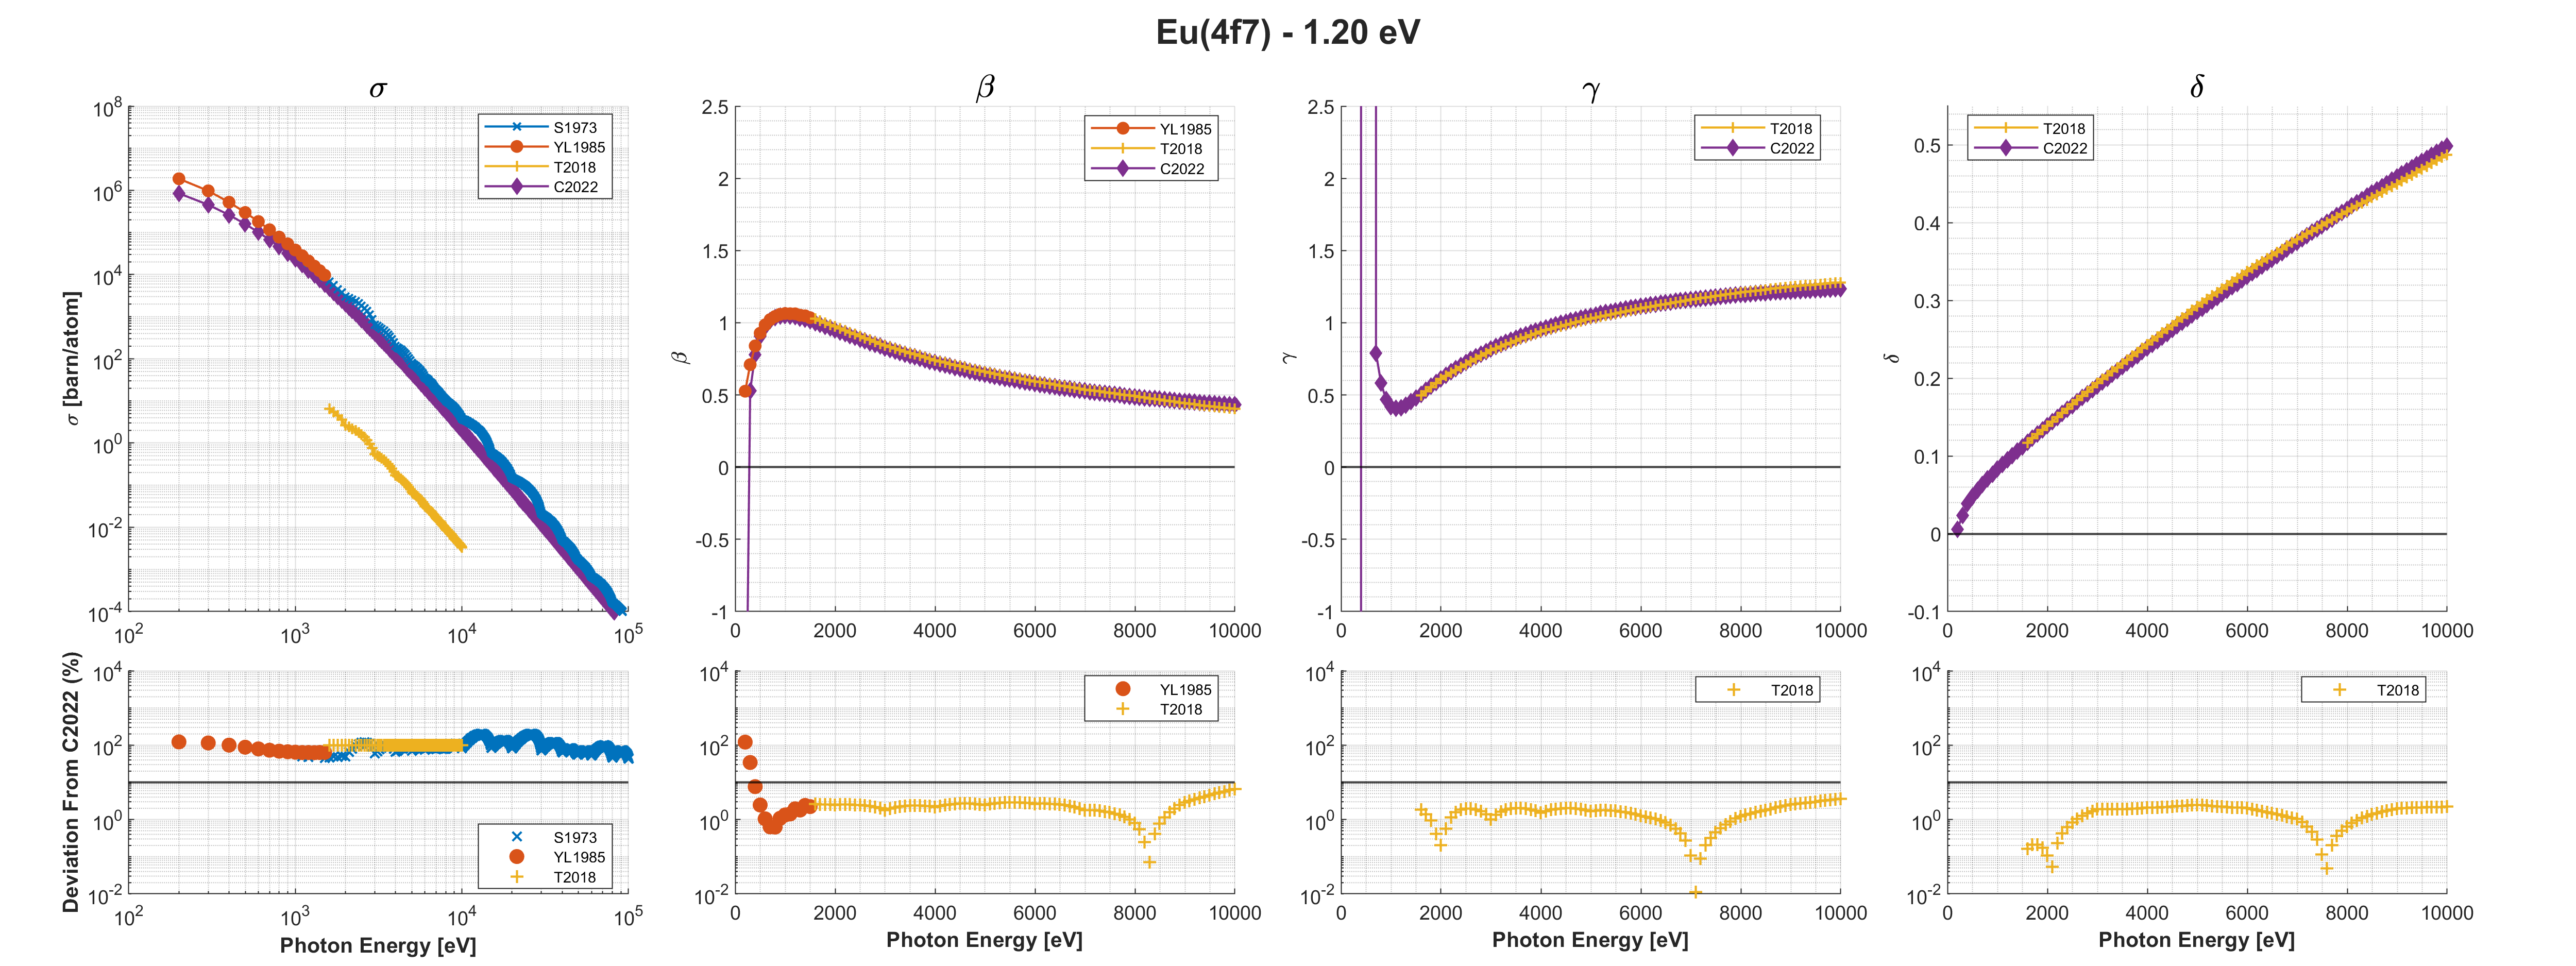 Eu(4f7) - 1.20 eV
σ
10^8
10^6
10^4
10^2
10^0
10^-2
10^-4
10^2
10^3
10^4
10^5
σ [barn/atom]
S1973
YL1985
T2018
C2022
β
2.5
2
1.5
1
0.5
0
-0.5
-1
0
2000
4000
6000
8000
10000
β
YL1985
T2018
C2022
γ
2.5
2
1.5
1
0.5
0
-0.5
-1
0
2000
4000
6000
8000
10000
γ
T2018
C2022
δ
0.5
0.4
0.3
0.2
0.1
0
-0.1
0
2000
4000
6000
8000
10000
δ
T2018
C2022
10^4
10^2
10^0
10^-2
10^2
10^3
10^4
10^5
Deviation From C2022 (%)
Photon Energy [eV]
S1973
YL1985
T2018
10^4
10^2
10^0
10^-2
0
2000
4000
6000
8000
10000
Photon Energy [eV]
YL1985
T2018
10^4
10^2
10^0
10^-2
0
2000
4000
6000
8000
10000
Photon Energy [eV]
T2018
10^4
10^2
10^0
10^-2
0
2000
4000
6000
8000
10000
Photon Energy [eV]
T2018